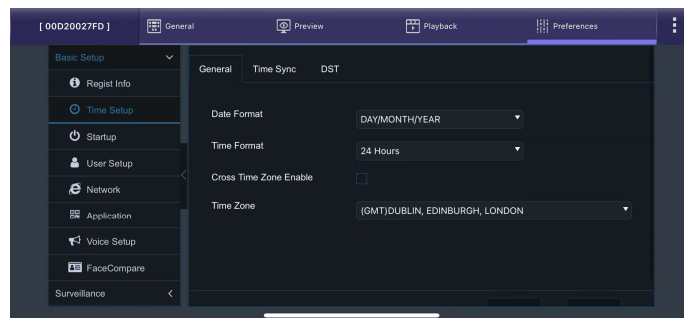 [ 00D20027FD ] General Preview Playback Preferences
Basic Setup
General Time Sync DST
Regist Info
Time Setup
Startup
User Setup
Network
Application
Voice Setup
FaceCompare
Surveillance
Date Format DAY/MONTH/YEAR
Time Format 24 Hours
Cross Time Zone Enable
Time Zone (GMT)DUBLIN, EDINBURGH, LONDON